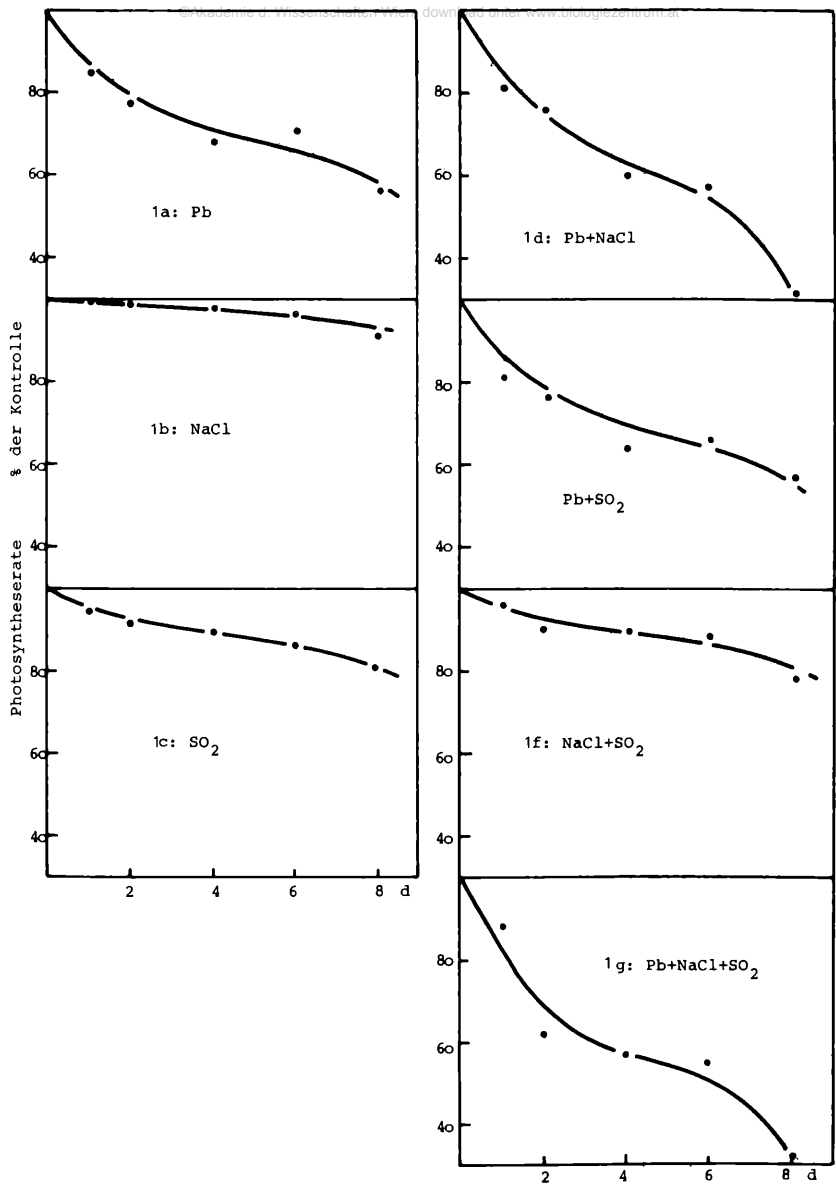 ©Akademie d. Wissenschaften Wien; download unter www.biologiezentrum.at
Photosyntheserate % der Kontrolle
80
60
40
1a: Pb
80
60
40
1b: NaCl
80
60
40
1c: SO2
2 4 6 8 d
80
60
40
1d: Pb+NaCl
80
60
40
Pb+SO2
80
60
40
1f: NaCl+SO2
80
60
40
1g: Pb+NaCl+SO2
2 4 6 8 d